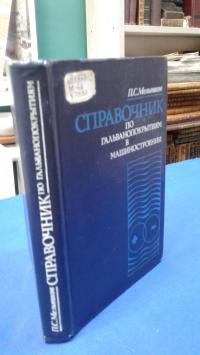 П.С.Мельников
СПРАВОЧНИК
ПО
ГАЛЬВАНОПОКРЫТИЯМ
В
МАШИНОСТРОЕНИИ
П.С.Мельников СПРАВОЧНИК ПО ГАЛЬВАНОПОКРЫТИЯМ